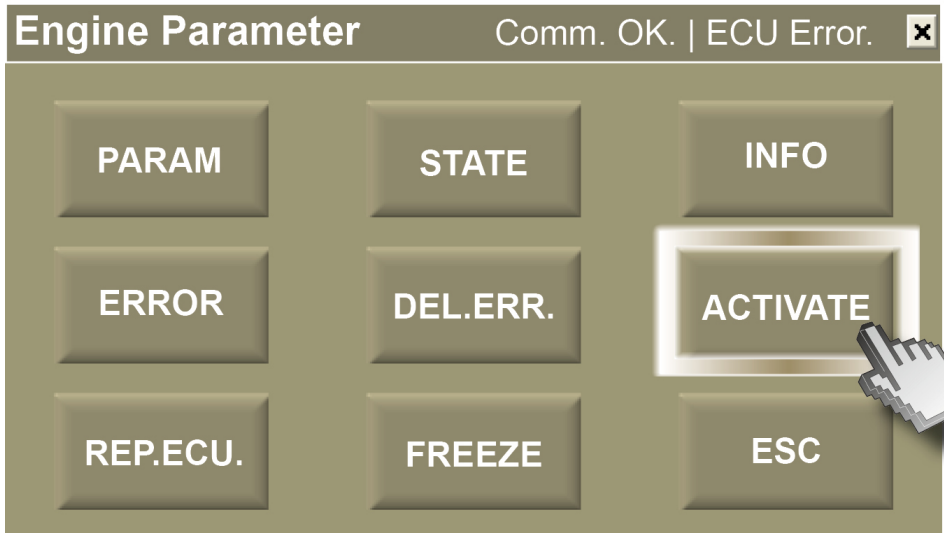 Engine Parameter Comm. OK. | ECU Error.
PARAM STATE INFO
ERROR DEL.ERR. ACTIVATE
REP.ECU. FREEZE ESC